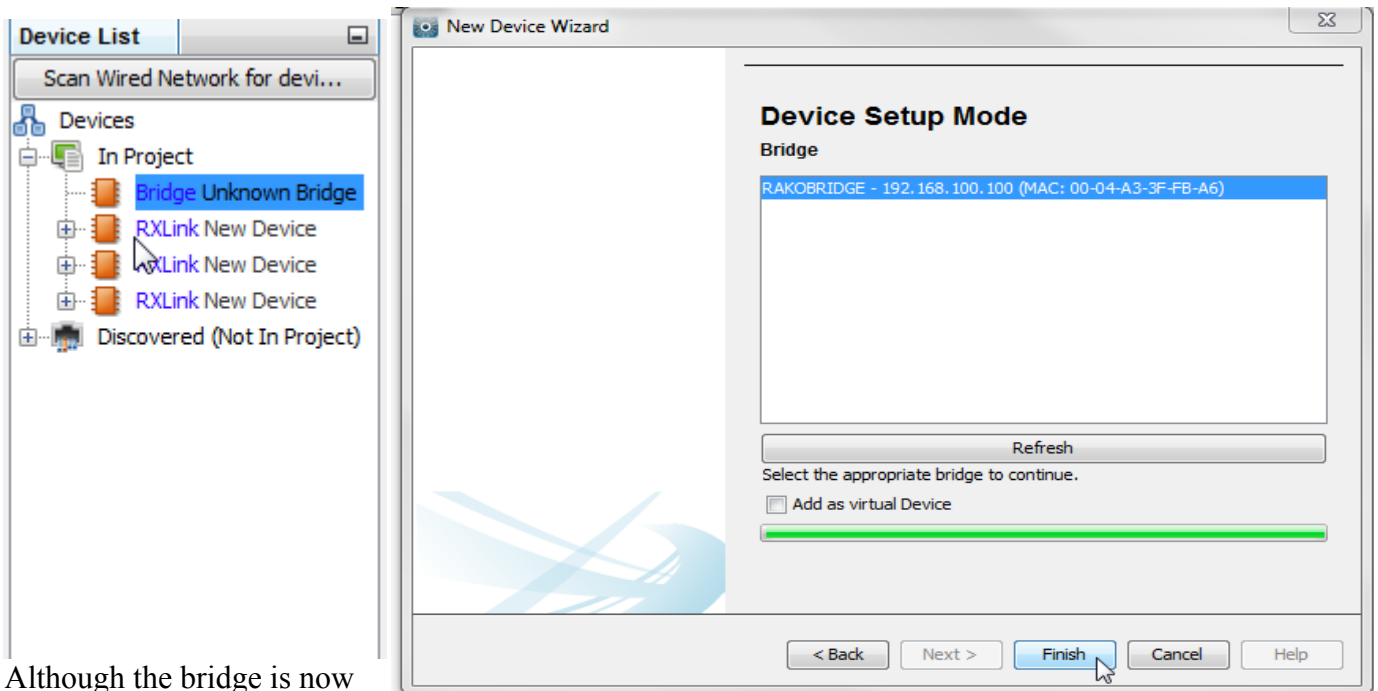 Device List
Scan Wired Network for devi...
Devices
In Project
Bridge Unknown Bridge
RXLink New Device
RXLink New Device
RXLink New Device
Discovered (Not In Project)
Although the bridge is now
New Device Wizard
Device Setup Mode
Bridge
RAKOBRIDGE - 192.168.100.100 (MAC: 00-04-A3-3F-FB-A6)
Refresh
Select the appropriate bridge to continue.
Add as virtual Device
< Back Next > Finish Cancel Help